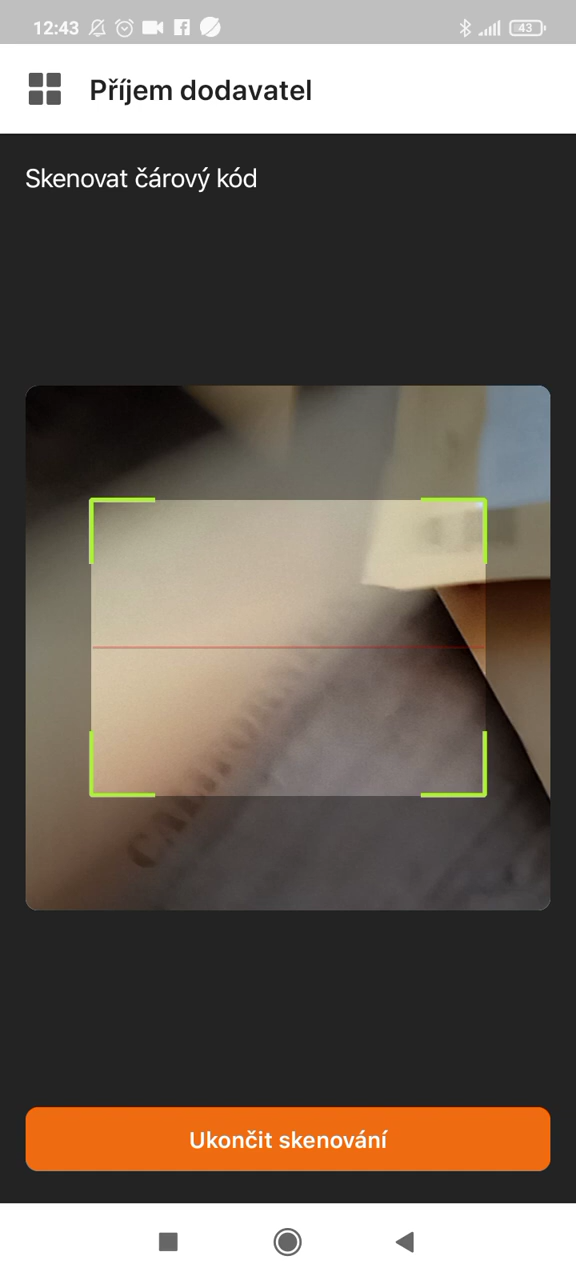 12:43
43
Příjem dodavatel
Skenovat čárový kód
Ukončit skenování